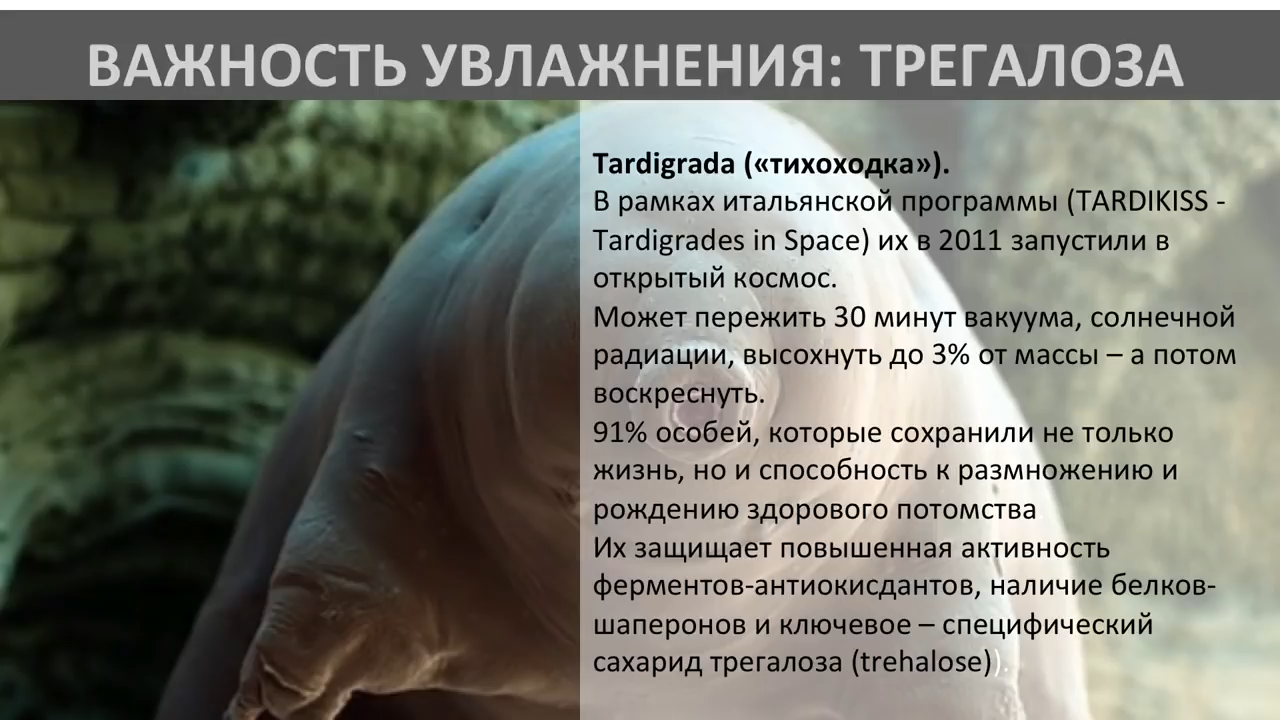 ВАЖНОСТЬ УВЛАЖНЕНИЯ: ТРЕГАЛОЗА
Tardigrada («тихоходка»).
В рамках итальянской программы (TARDIKISS -
Tardigrades in Space) их в 2011 запустили в
открытый космос.
Может пережить 30 минут вакуума, солнечной
радиации, высохнуть до 3% от массы – а потом
воскреснуть.
91% особей, которые сохранили не только
жизнь, но и способность к размножению и
рождению здорового потомства
Их защищает повышенная активность
ферментов-антиокисдантов, наличие белков-
шаперонов и ключевое – специфический
сахарид трегалоза (trehalose)).